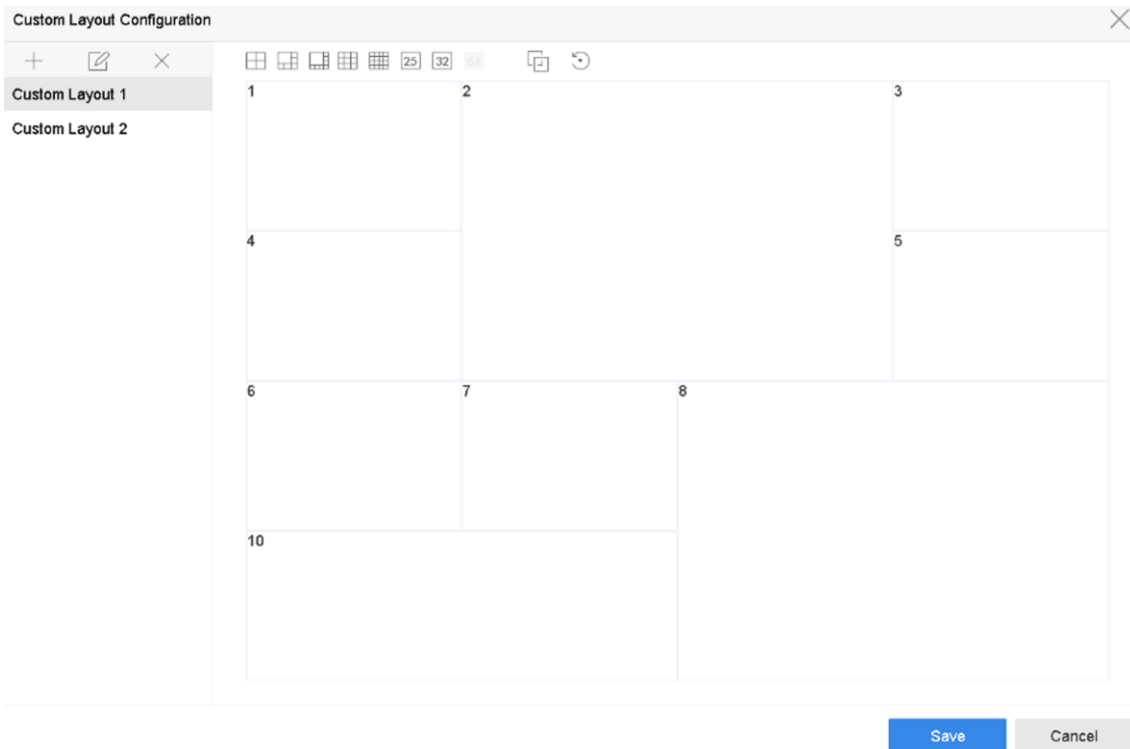 Custom Layout Configuration
25 32 64
Custom Layout 1
Custom Layout 2
1 2 3
4 5
6 7 8
10
Save Cancel